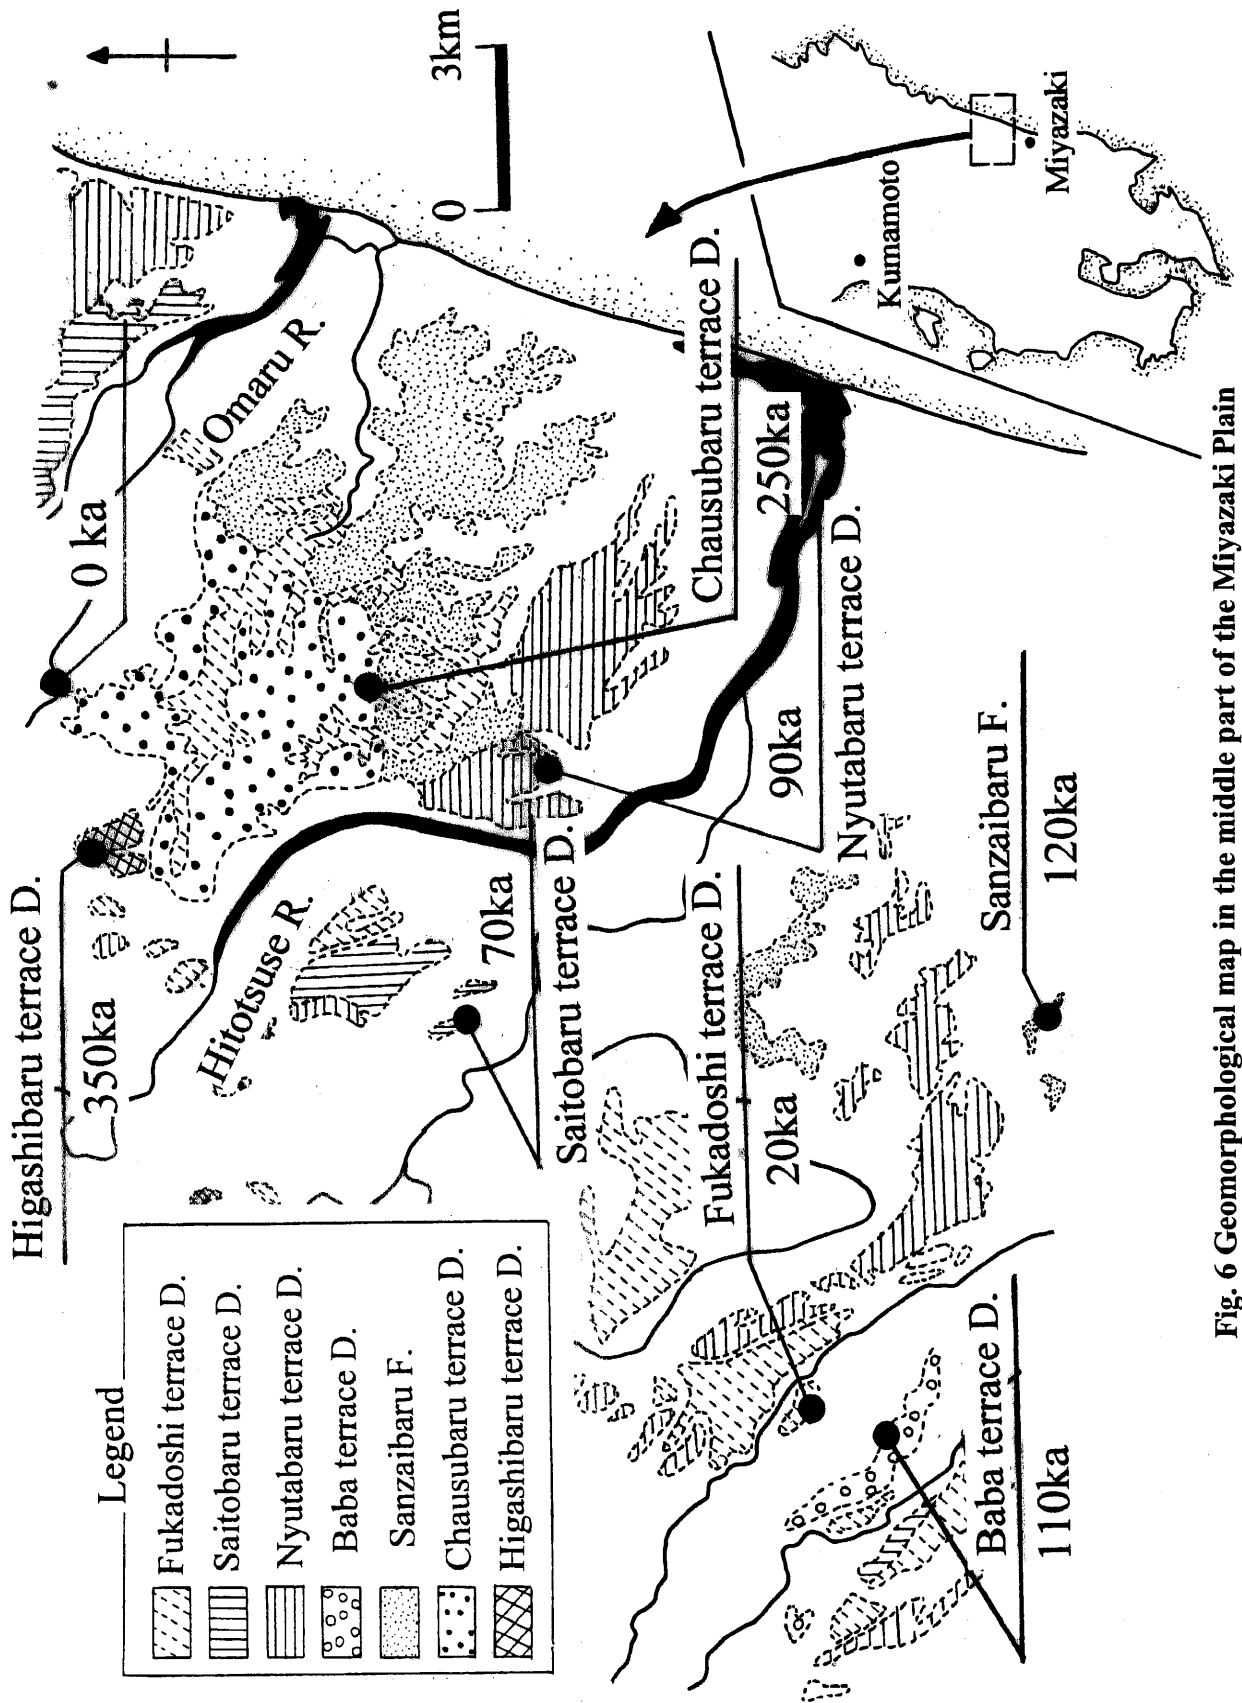 Higashibaru terrace D.
350ka
0 ka
Omaru R.
Hitotsuse R.
70ka
Saitobaru terrace D.
Chausubaru terrace D.
250ka
90ka
Nyutabaru terrace D.
Fukadoshi terrace D.
20ka
Sanzaibaru F.
120ka
Baba terrace D.
110ka
0 3km
Kumamoto
Miyazaki
Legend
Fukadoshi terrace D.
Saitobaru terrace D.
Nyutabaru terrace D.
Baba terrace D.
Sanzaibaru F.
Chausubaru terrace D.
Higashibaru terrace D.
Fig. 6 Geomorphological map in the middle part of the Miyazaki Plain